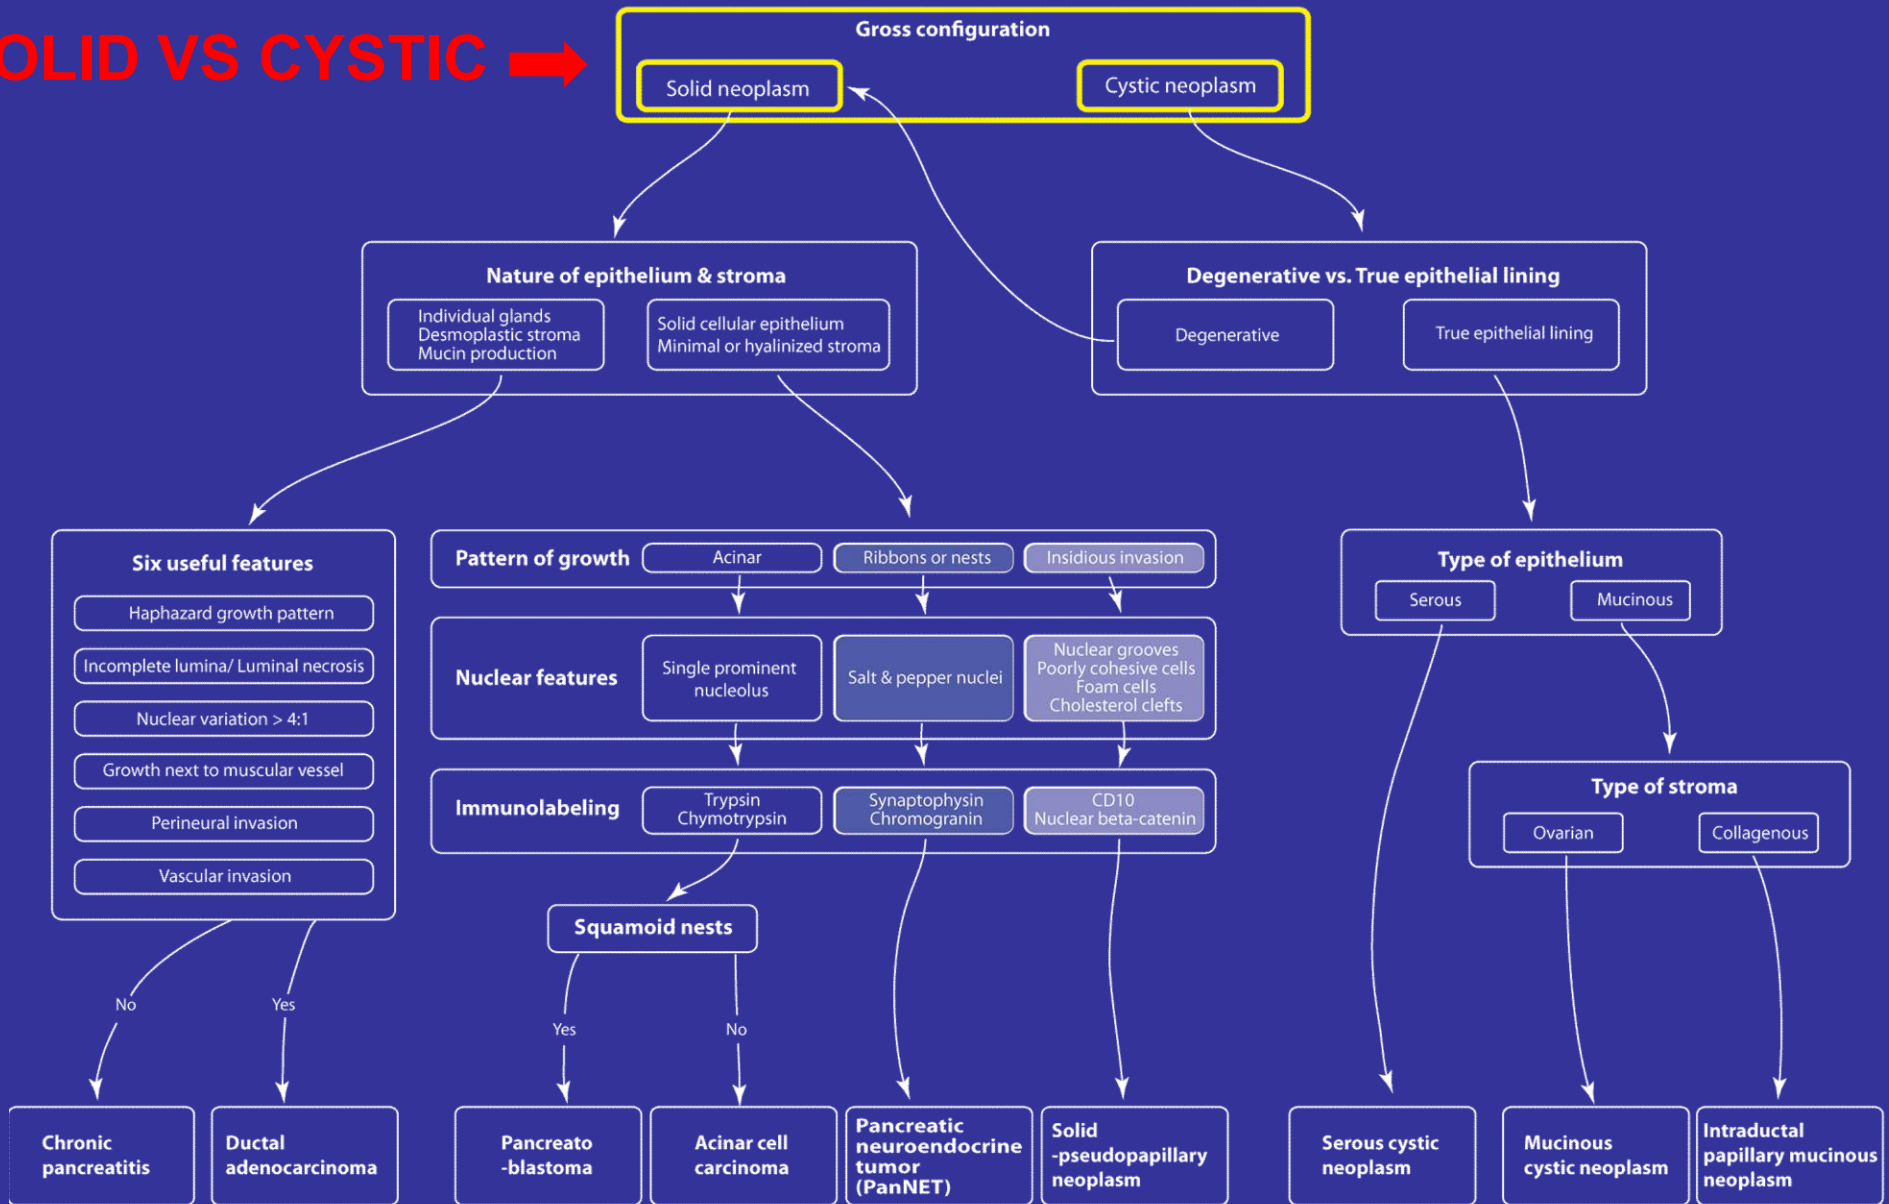 OLID VS CYSTIC
Gross configuration
Solid neoplasm
Cystic neoplasm
Nature of epithelium & stroma
Individual glands
Desmoplastic stroma
Mucin production
Solid cellular epithelium
Minimal or hyalinized stroma
Degenerative vs. True epithelial lining
Degenerative
True epithelial lining
Six useful features
Haphazard growth pattern
Incomplete lumina/ Luminal necrosis
Nuclear variation > 4:1
Growth next to muscular vessel
Perineural invasion
Vascular invasion
Pattern of growth
Acinar
Ribbons or nests
Insidious invasion
Nuclear features
Single prominent
nucleolus
Salt & pepper nuclei
Nuclear grooves
Poorly cohesive cells
Foam cells
Cholesterol clefts
Immunolabeling
Trypsin
Chymotrypsin
Synaptophysin
Chromogranin
CD10
Nuclear beta-catenin
Squamoid nests
Type of epithelium
Serous
Mucinous
Type of stroma
Ovarian
Collagenous
No
Yes
Yes
No
Chronic
pancreatitis
Ductal
adenocarcinoma
Pancreato
-blastoma
Acinar cell
carcinoma
Pancreatic
neuroendocrine
tumor
(PanNET)
Solid
-pseudopapillary
neoplasm
Serous cystic
neoplasm
Mucinous
cystic neoplasm
Intraductal
papillary mucinous
neoplasm